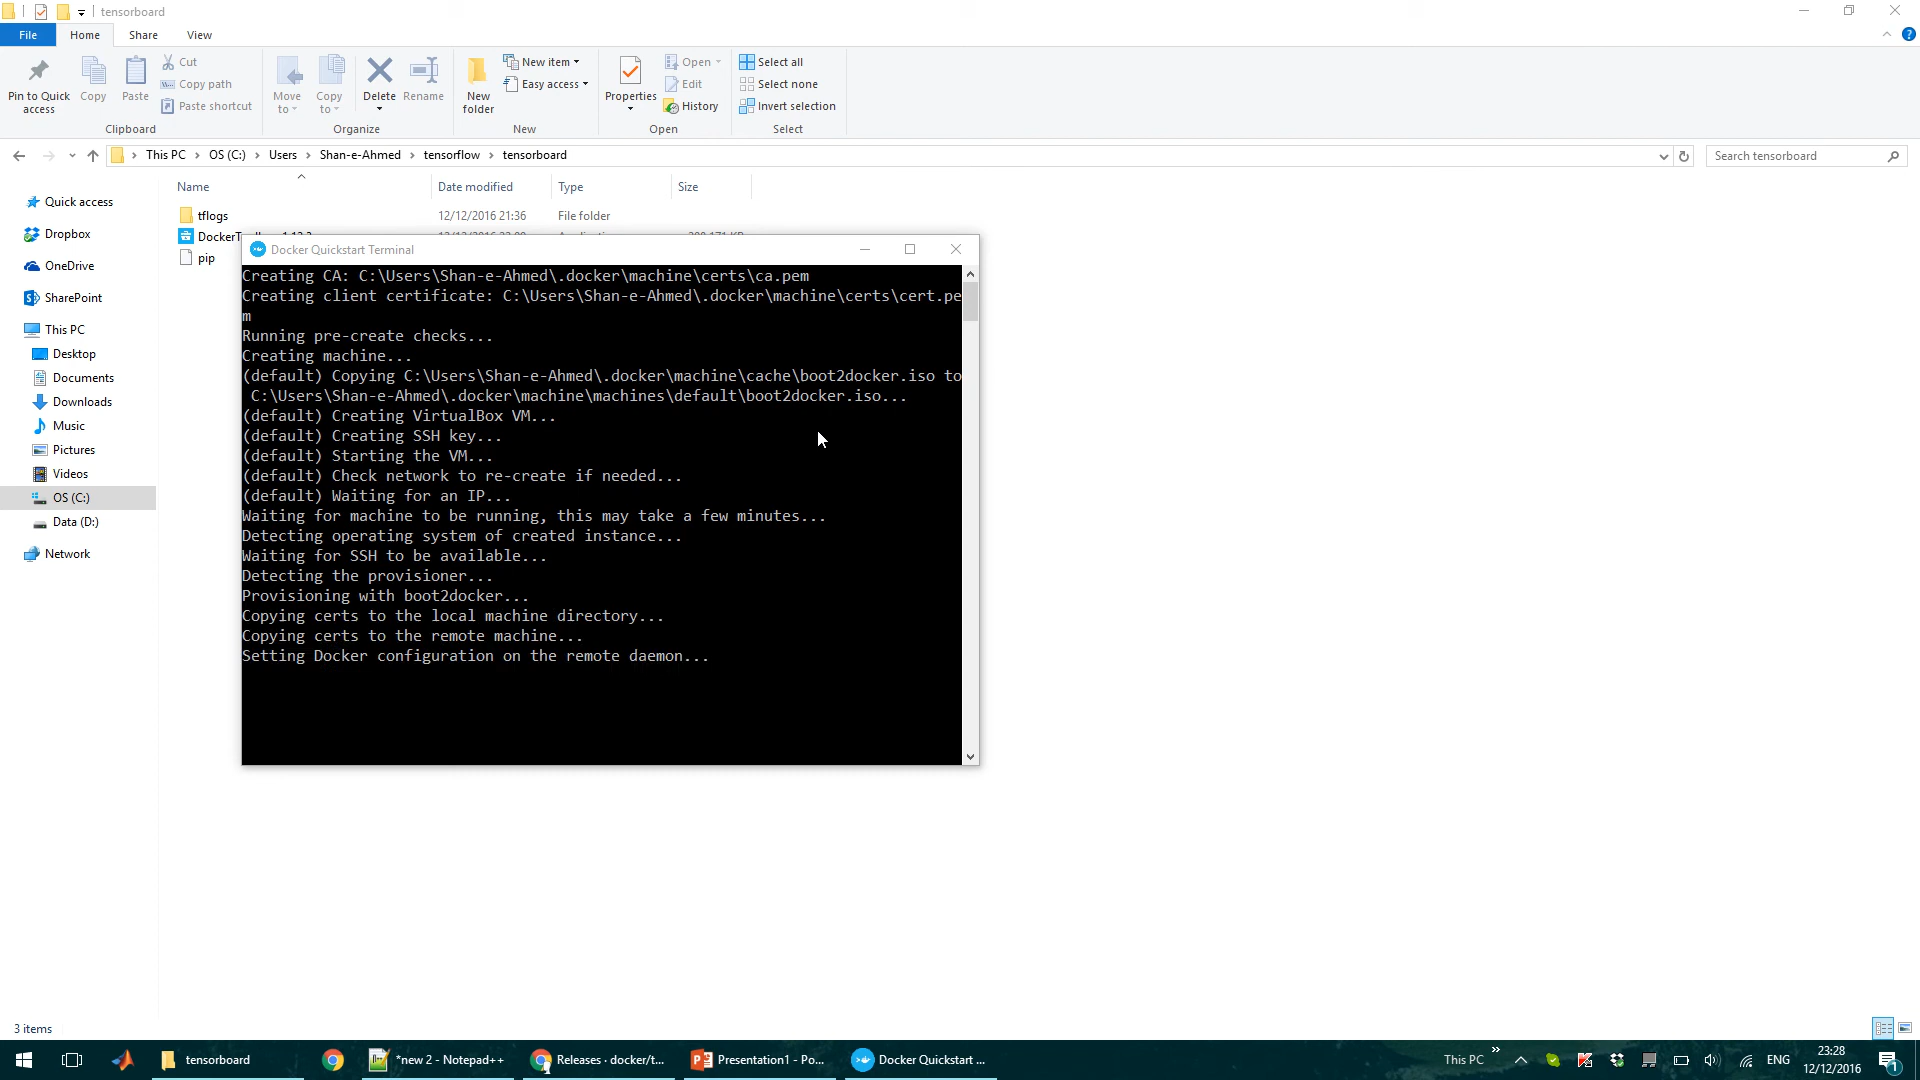 tensorboard
File
Home
Share
View
Pin to Quick
access
Copy
Paste
Cut
Copy path
Paste shortcut
Clipboard
Move
to
Copy
to
Delete
Rename
Organize
New
folder
New item
Easy access
New
Properties
Open
Edit
History
Open
Select all
Select none
Invert selection
Select
This PC › OS (C:) › Users › Shan-e-Ahmed › tensorflow › tensorboard
Search tensorboard
Name
Date modified
Type
Size
tflogs
12/12/2016 21:36
File folder
pip
Quick access
Dropbox
OneDrive
SharePoint
This PC
Desktop
Documents
Downloads
Music
Pictures
Videos
OS (C:)
Data (D:)
Network
Docker Quickstart Terminal
Creating CA: C:\Users\Shan-e-Ahmed\.docker\machine\certs\ca.pem
Creating client certificate: C:\Users\Shan-e-Ahmed\.docker\machine\certs\cert.pe
m
Running pre-create checks...
Creating machine...
(default) Copying C:\Users\Shan-e-Ahmed\.docker\machine\cache\boot2docker.iso to
C:\Users\Shan-e-Ahmed\.docker\machine\machines\default\boot2docker.iso...
(default) Creating VirtualBox VM...
(default) Creating SSH key...
(default) Starting the VM...
(default) Check network to re-create if needed...
(default) Waiting for an IP...
Waiting for machine to be running, this may take a few minutes...
Detecting operating system of created instance...
Waiting for SSH to be available...
Detecting the provisioner...
Provisioning with boot2docker...
Copying certs to the local machine directory...
Copying certs to the remote machine...
Setting Docker configuration on the remote daemon...
3 items
tensorboard
*new 2 - Notepad++
Releases · docker/t...
Presentation1 - Po...
Docker Quickstart ...
This PC
ENG
23:28
12/12/2016
1